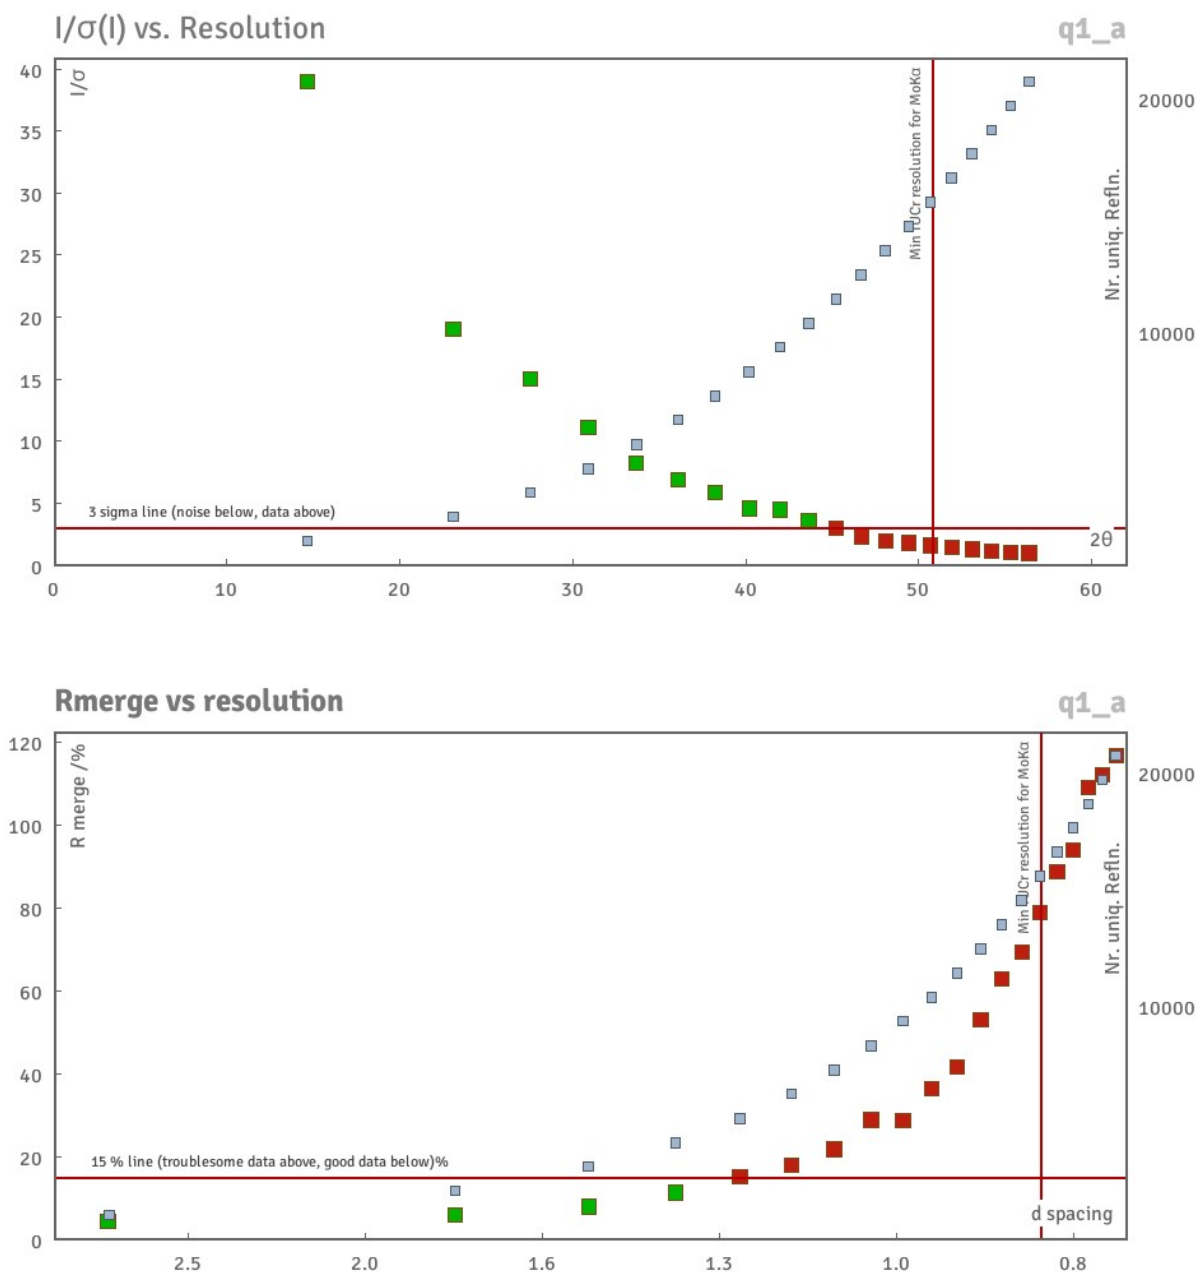 I/σ(I) vs. Resolution
q1_a
I/σ
40
35
30
25
20
15
10
5
0
Min IUCr resolution for MoKα
20000
10000
Nr. uniq. Refln.
3 sigma line (noise below, data above)
2θ
0 10 20 30 40 50 60
Rmerge vs resolution
q1_a
R merge /%
120
100
80
60
40
20
0
Min IUCr resolution for MoKα
20000
10000
Nr. uniq. Refln.
15 % line (troublesome data above, good data below)%
d spacing
2.5 2.0 1.6 1.3 1.0 0.8